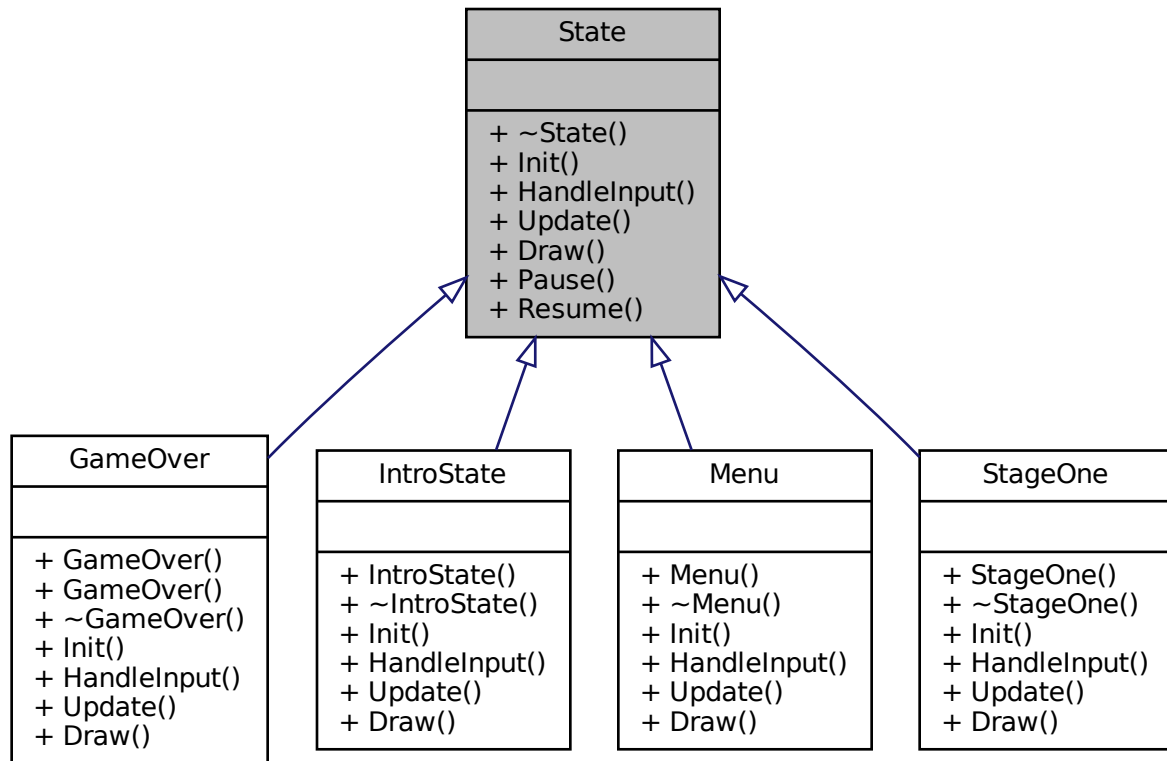 State
+ ~State()
+ Init()
+ HandleInput()
+ Update()
+ Draw()
+ Pause()
+ Resume()
GameOver
+ GameOver()
+ GameOver()
+ ~GameOver()
+ Init()
+ HandleInput()
+ Update()
+ Draw()
IntroState
+ IntroState()
+ ~IntroState()
+ Init()
+ HandleInput()
+ Update()
+ Draw()
Menu
+ Menu()
+ ~Menu()
+ Init()
+ HandleInput()
+ Update()
+ Draw()
StageOne
+ StageOne()
+ ~StageOne()
+ Init()
+ HandleInput()
+ Update()
+ Draw()